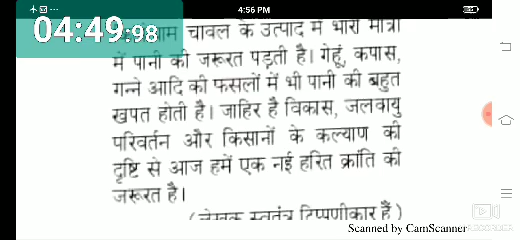 4:56 PM
04:49:98
चावल के उत्पाद में भारी मात्रा
में पानी की जरूरत पड़ती है। गेहूं, कपास,
गन्ने आदि की फसलों में भी पानी की बहुत
खपत होती है। जाहिर है विकास, जलवायु
परिवर्तन और किसानों के कल्याण की
दृष्टि से आज हमें एक नई हरित क्रांति की
जरूरत है।
(लेखक स्वतंत्र टिप्पणीकार हैं)
Scanned by CamScanner